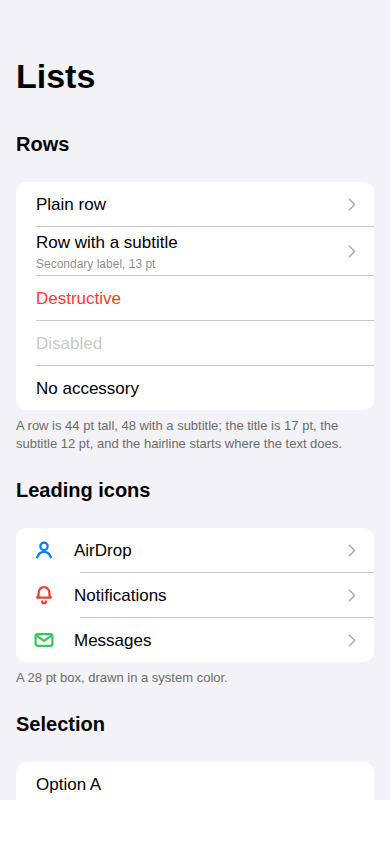 Lists
Rows
Plain row
Row with a subtitle
Secondary label, 13 pt
Destructive
Disabled
No accessory
A row is 44 pt tall, 48 with a subtitle; the title is 17 pt, the
subtitle 12 pt, and the hairline starts where the text does.
Leading icons
AirDrop
Notifications
Messages
A 28 pt box, drawn in a system color.
Selection
Option A